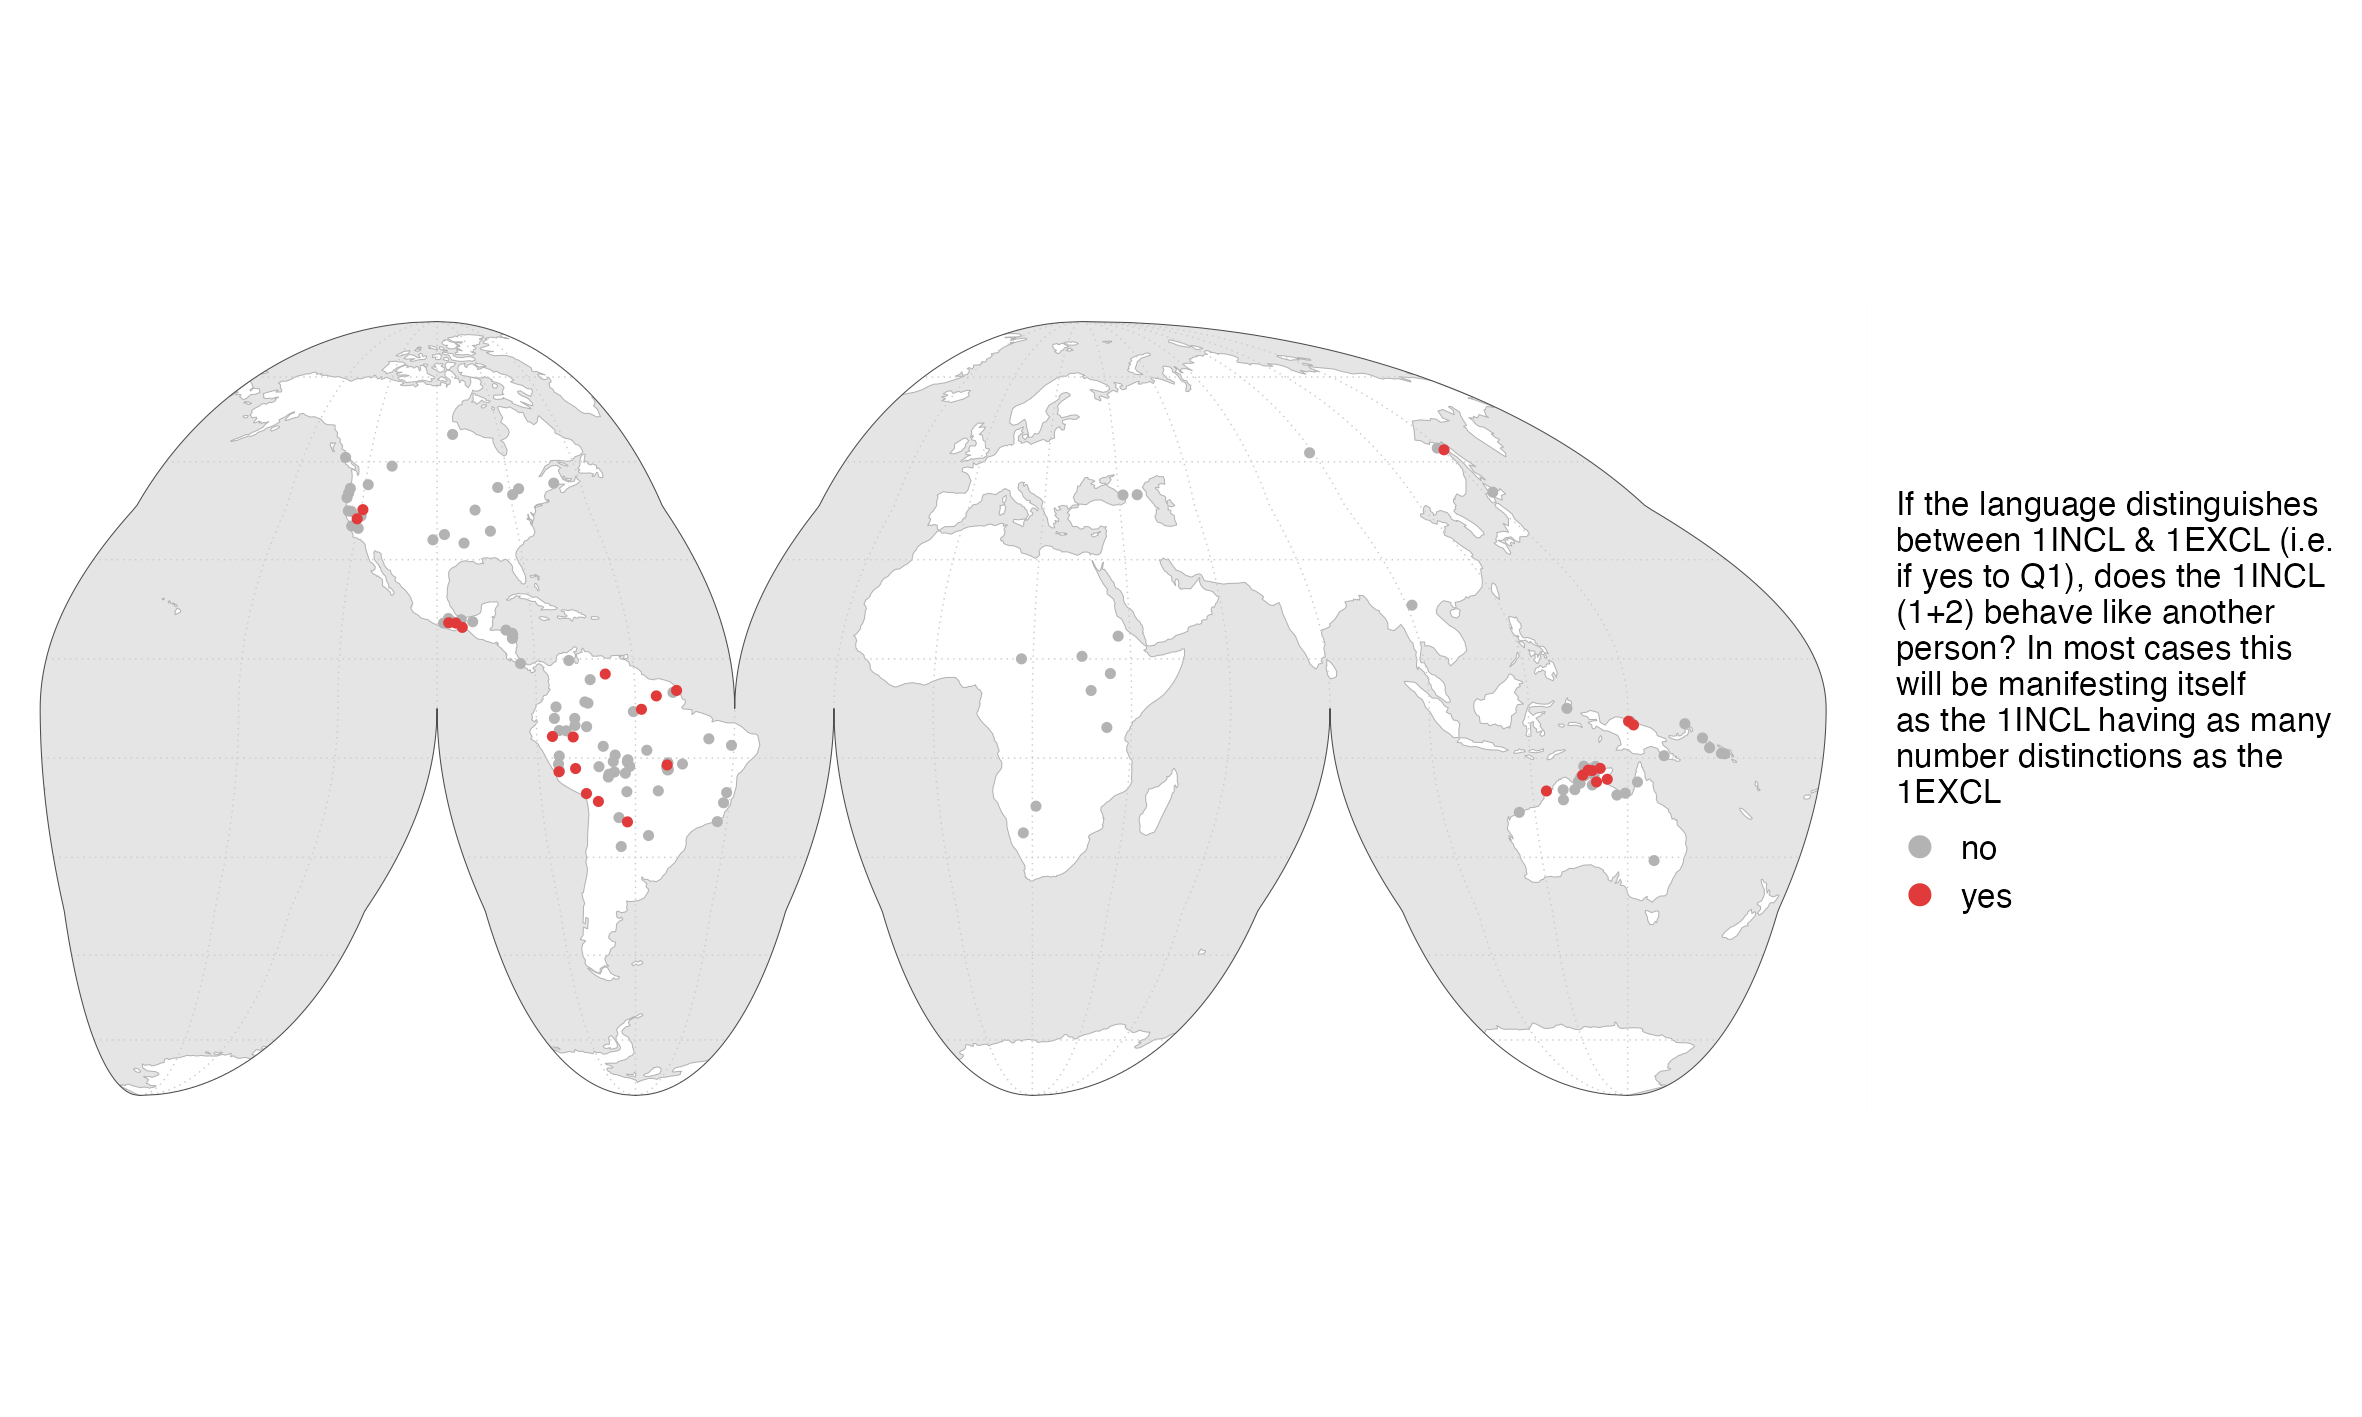 If the language distinguishes
between 1INCL & 1EXCL (i.e.
if yes to Q1), does the 1INCL
(1+2) behave like another
person? In most cases this
will be manifesting itself
as the 1INCL having as many
number distinctions as the
1EXCL
no
yes